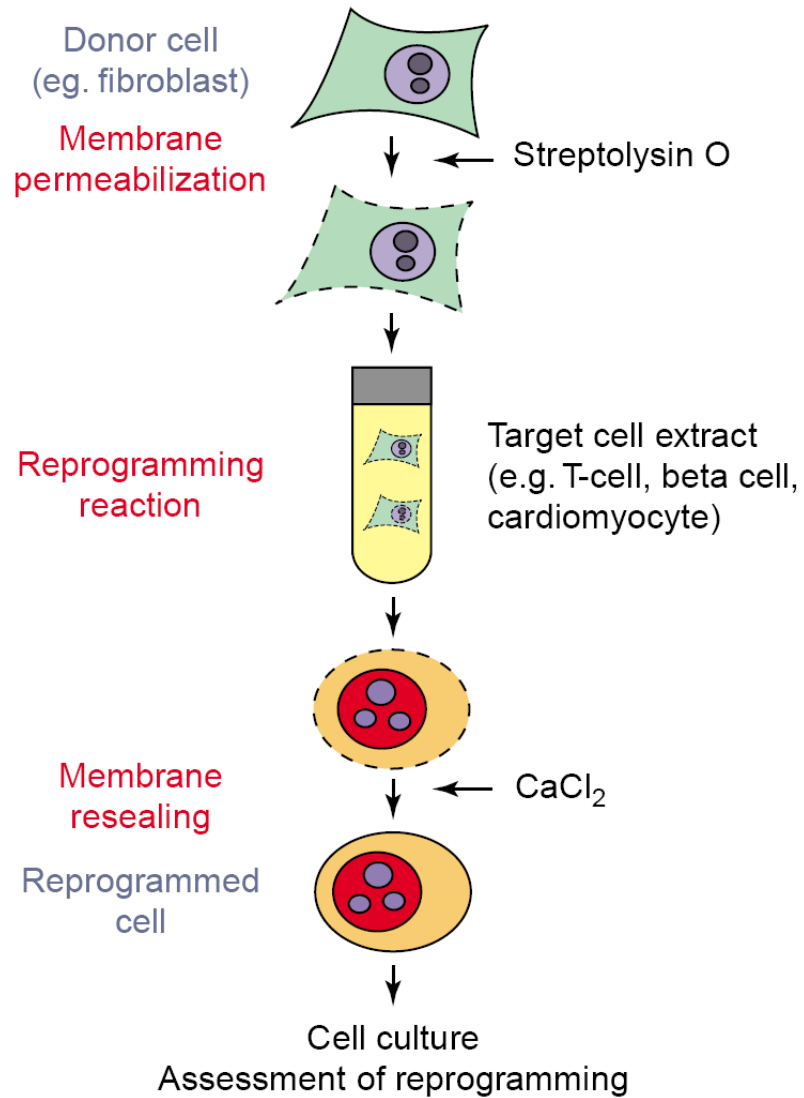 Donor cell
(eg. fibroblast)
Membrane
permeabilization
Streptolysin O
Reprogramming
reaction
Target cell extract
(e.g. T-cell, beta cell,
cardiomyocyte)
Membrane
resealing
CaCl₂
Reprogrammed
cell
Cell culture
Assessment of reprogramming